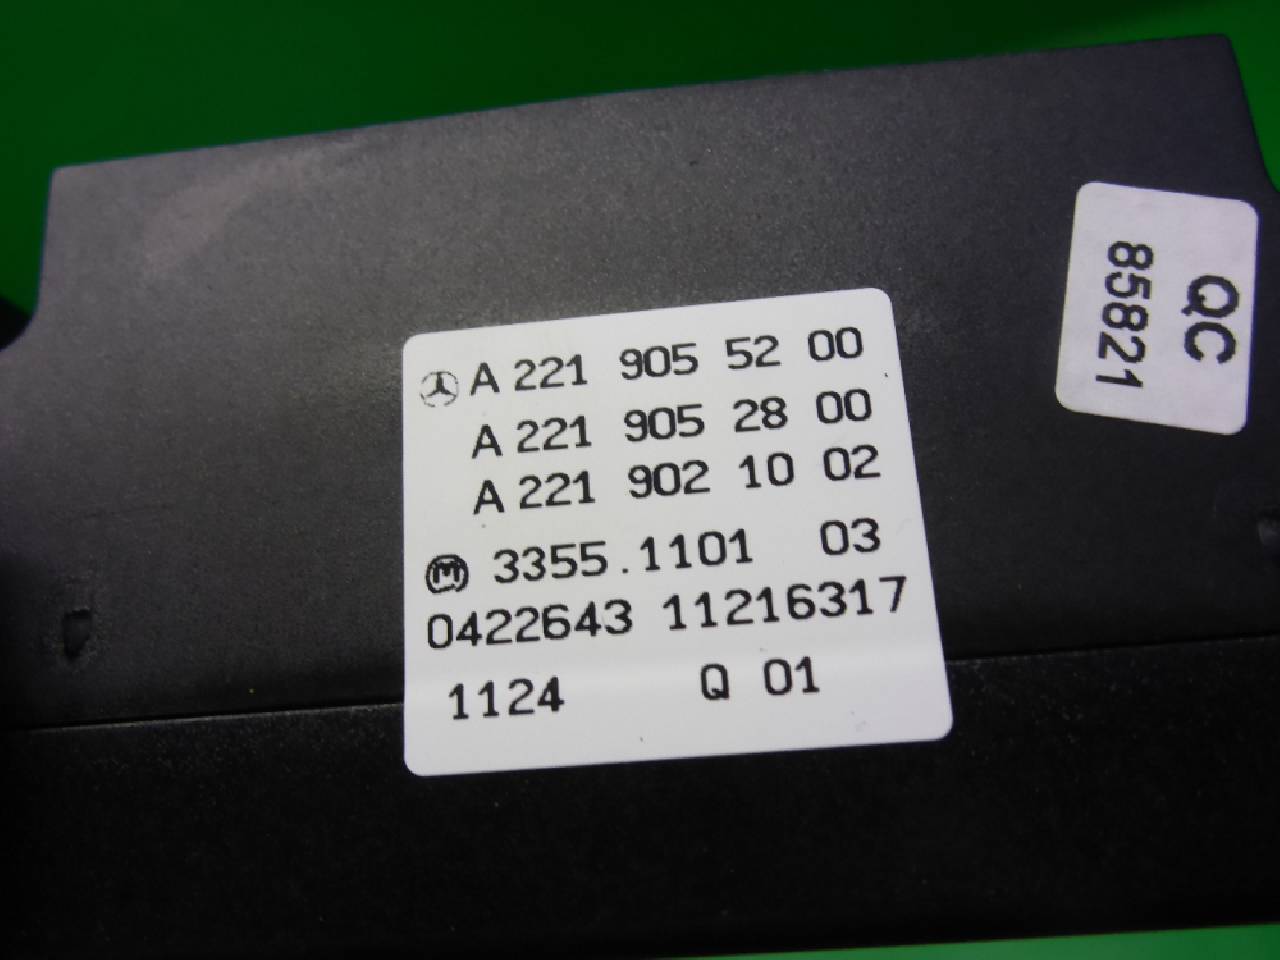 A 221 905 52 00
A 221 905 28 00
A 221 902 10 02
M 3355.1101 03
0422643 11216317
1124 Q 01
QC
85821